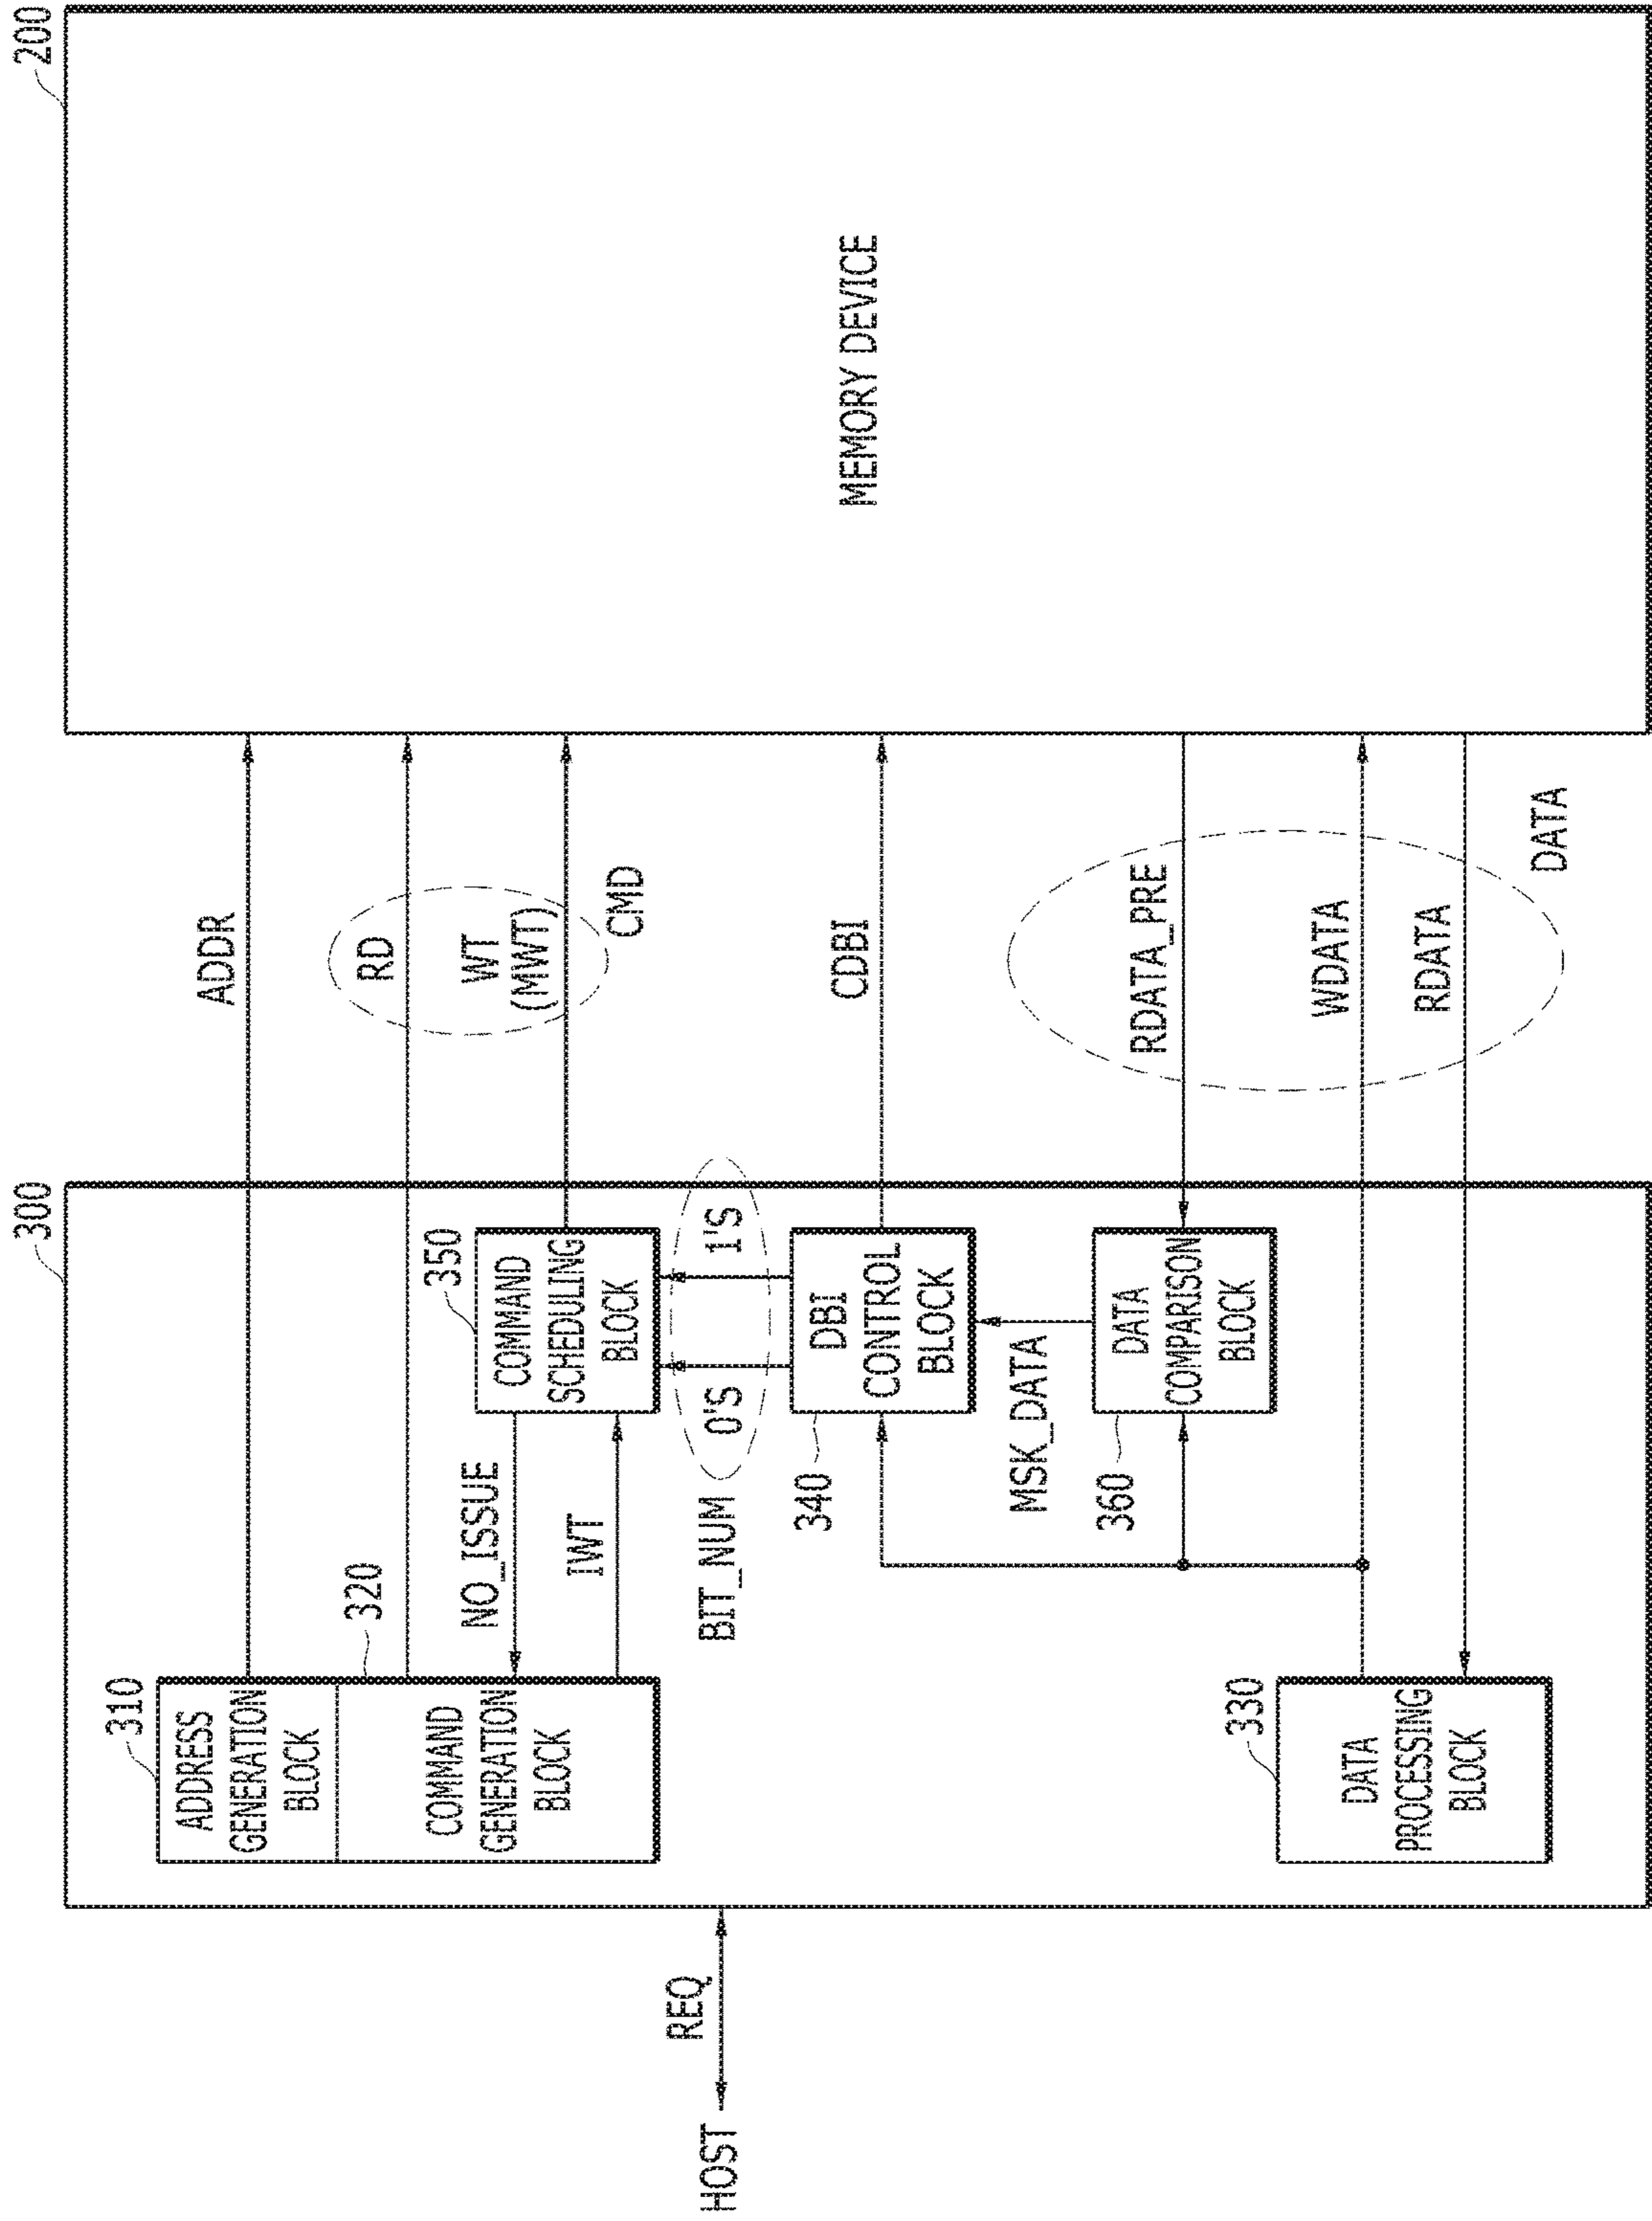 300
200
310
ADDRESS
GENERATION
BLOCK
320
COMMAND
GENERATION
BLOCK
NO_ISSUE
IWT
350
COMMAND
SCHEDULING
BLOCK
ADDR
RD
WT
(MWT)
CMD
HOST
REQ
BIT_NUM
0'S
1'S
340
DBI
CONTROL
BLOCK
CDBI
MEMORY DEVICE
MSK_DATA
360
DATA
COMPARISON
BLOCK
RDATA_PRE
330
DATA
PROCESSING
BLOCK
WDATA
RDATA
DATA